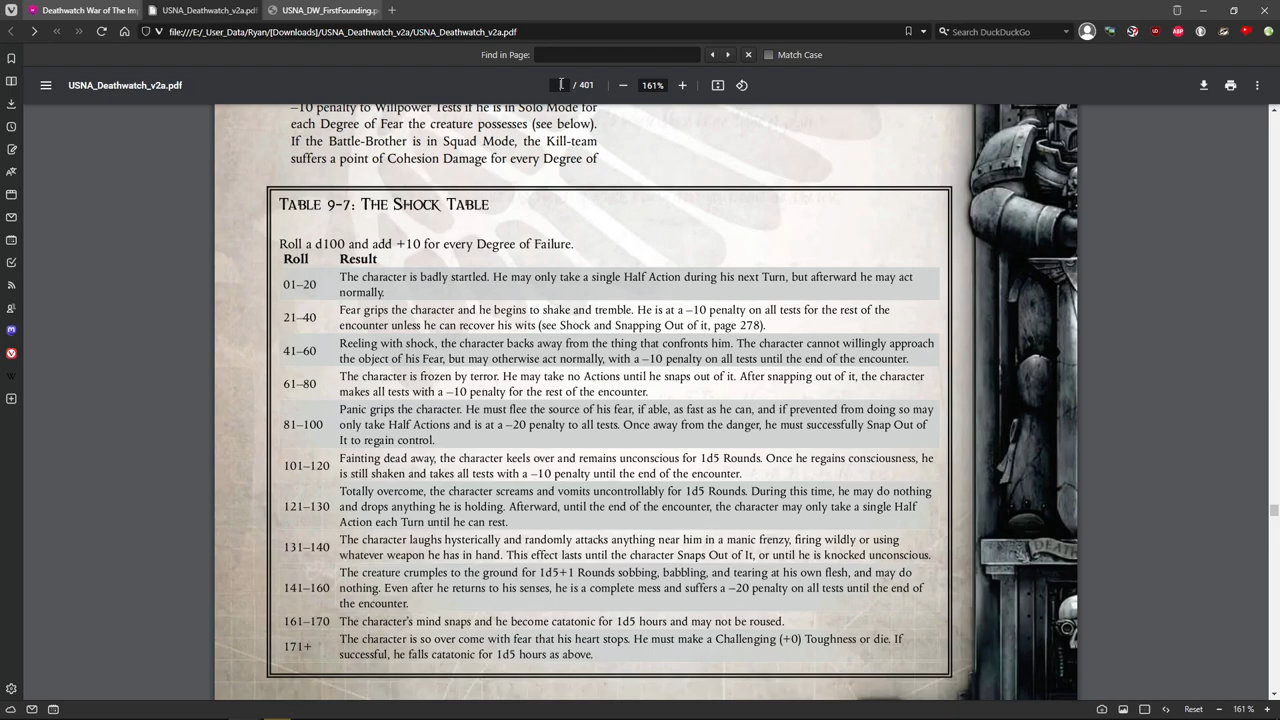 Deathwatch War of The Im
USNA_Deathwatch_v2a.p
USNA_DW_FirstFounding.p
file:///E:/_User_Data/Ryan/[Downloads]/USNA_Deathwatch_v2a/USNA_Deathwatch_v2a.pdf
Search DuckDuckGo
Find in Page:
Match Case
USNA_Deathwatch_v2a.pdf
/ 401
161%
–10 penalty to Willpower Tests if he is in Solo Mode for
each Degree of Fear the creature possesses (see below).
If the Battle-Brother is in Squad Mode, the Kill-team
suffers a point of Cohesion Damage for every Degree of
Table 9-7: The Shock Table
Roll a d100 and add +10 for every Degree of Failure.
Roll Result
01–20 The character is badly startled. He may only take a single Half Action during his next Turn, but afterward he may act
normally.
21–40 Fear grips the character and he begins to shake and tremble. He is at a –10 penalty on all tests for the rest of the
encounter unless he can recover his wits (see Shock and Snapping Out of it, page 278).
41–60 Reeling with shock, the character backs away from the thing that confronts him. The character cannot willingly approach
the object of his Fear, but may otherwise act normally, with a –10 penalty on all tests until the end of the encounter.
61–80 The character is frozen by terror. He may take no Actions until he snaps out of it. After snapping out of it, the character
makes all tests with a –10 penalty for the rest of the encounter.
81–100 Panic grips the character. He must flee the source of his fear, if able, as fast as he can, and if prevented from doing so may
only take Half Actions and is at a –20 penalty to all tests. Once away from the danger, he must successfully Snap Out of
It to regain control.
101–120 Fainting dead away, the character keels over and remains unconscious for 1d5 Rounds. Once he regains consciousness, he
is still shaken and takes all tests with a –10 penalty until the end of the encounter.
121–130 Totally overcome, the character screams and vomits uncontrollably for 1d5 Rounds. During this time, he may do nothing
and drops anything he is holding. Afterward, until the end of the encounter, the character may only take a single Half
Action each Turn until he can rest.
131–140 The character laughs hysterically and randomly attacks anything near him in a manic frenzy, firing wildly or using
whatever weapon he has in hand. This effect lasts until the character Snaps Out of It, or until he is knocked unconscious.
141–160 The creature crumples to the ground for 1d5+1 Rounds sobbing, babbling, and tearing at his own flesh, and may do
nothing. Even after he returns to his senses, he is a complete mess and suffers a –20 penalty on all tests until the end of
the encounter.
161–170 The character's mind snaps and he become catatonic for 1d5 hours and may not be roused.
171+ The character is so over come with fear that his heart stops. He must make a Challenging (+0) Toughness or die. If
successful, he falls catatonic for 1d5 hours as above.
Reset
161 %